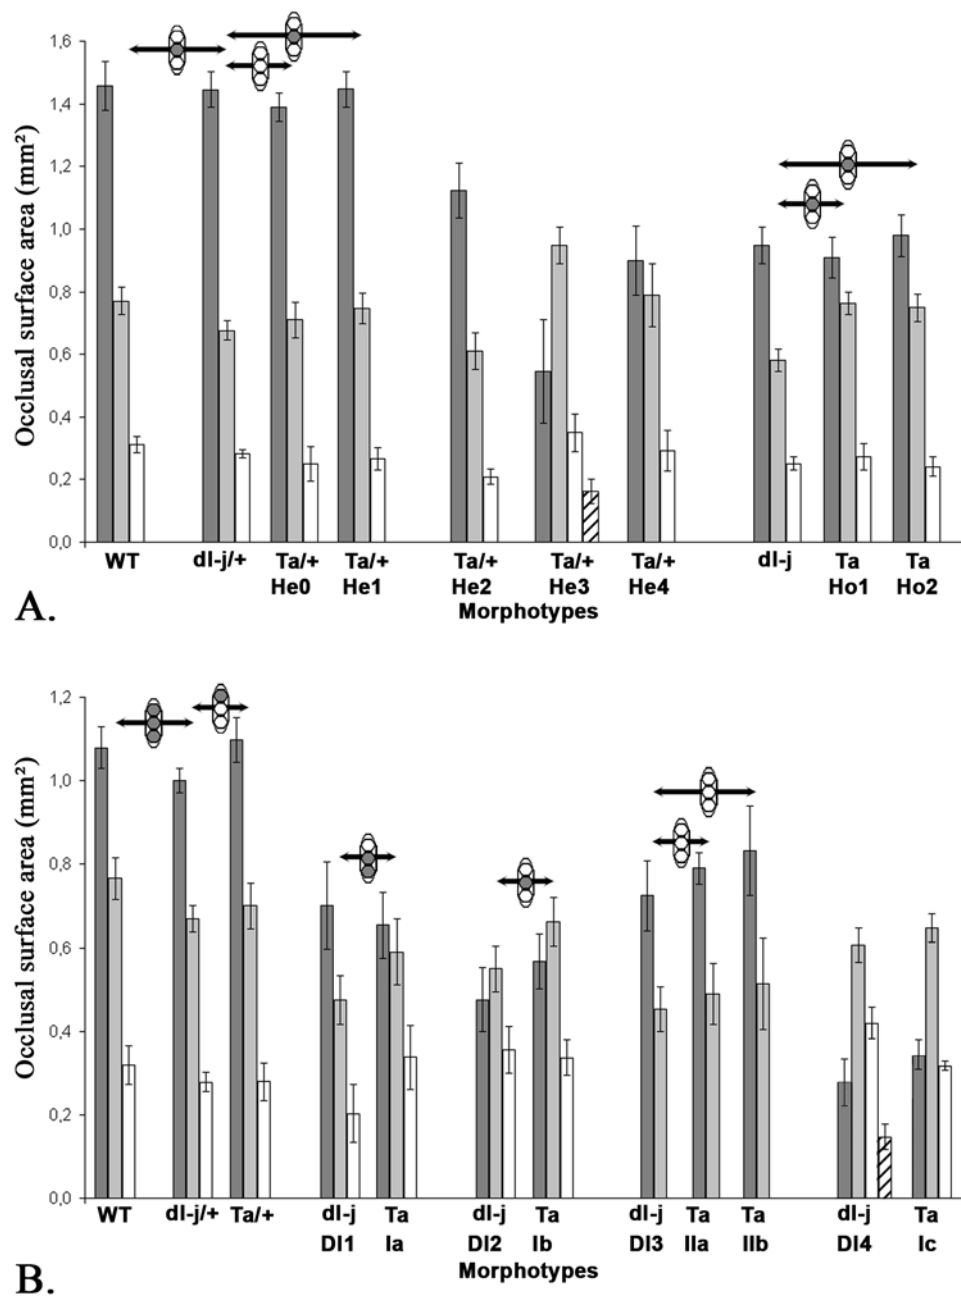 Occlusal surface area (mm²)
1,6
1,4
1,2
1,0
0,8
0,6
0,4
0,2
0,0
WT dl-j/+ Ta/+ Ta/+ Ta/+ Ta/+ Ta/+ dl-j Ta Ta
He0 He1 He2 He3 He4 Ho1 Ho2
Morphotypes
A.
Occlusal surface area (mm²)
1,2
1,0
0,8
0,6
0,4
0,2
0,0
WT dl-j/+ Ta/+ dl-j Ta dl-j Ta dl-j Ta Ta dl-j Ta
Dl1 Ia Dl2 Ib Dl3 IIa IIb Dl4 Ic
Morphotypes
B.